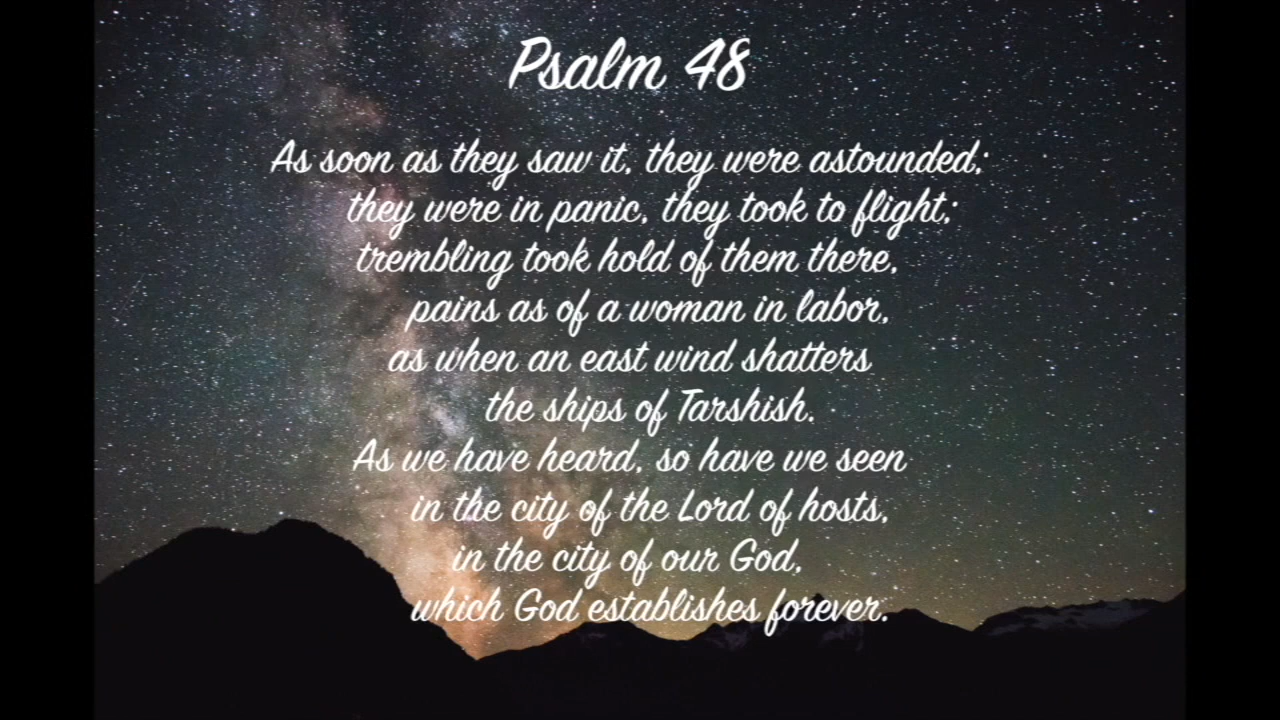 Psalm 48
As soon as they saw it, they were astounded;
they were in panic, they took to flight;
trembling took hold of them there,
pains as of a woman in labor,
as when an east wind shatters
the ships of Tarshish.
As we have heard, so have we seen
in the city of the Lord of hosts,
in the city of our God,
which God establishes forever.